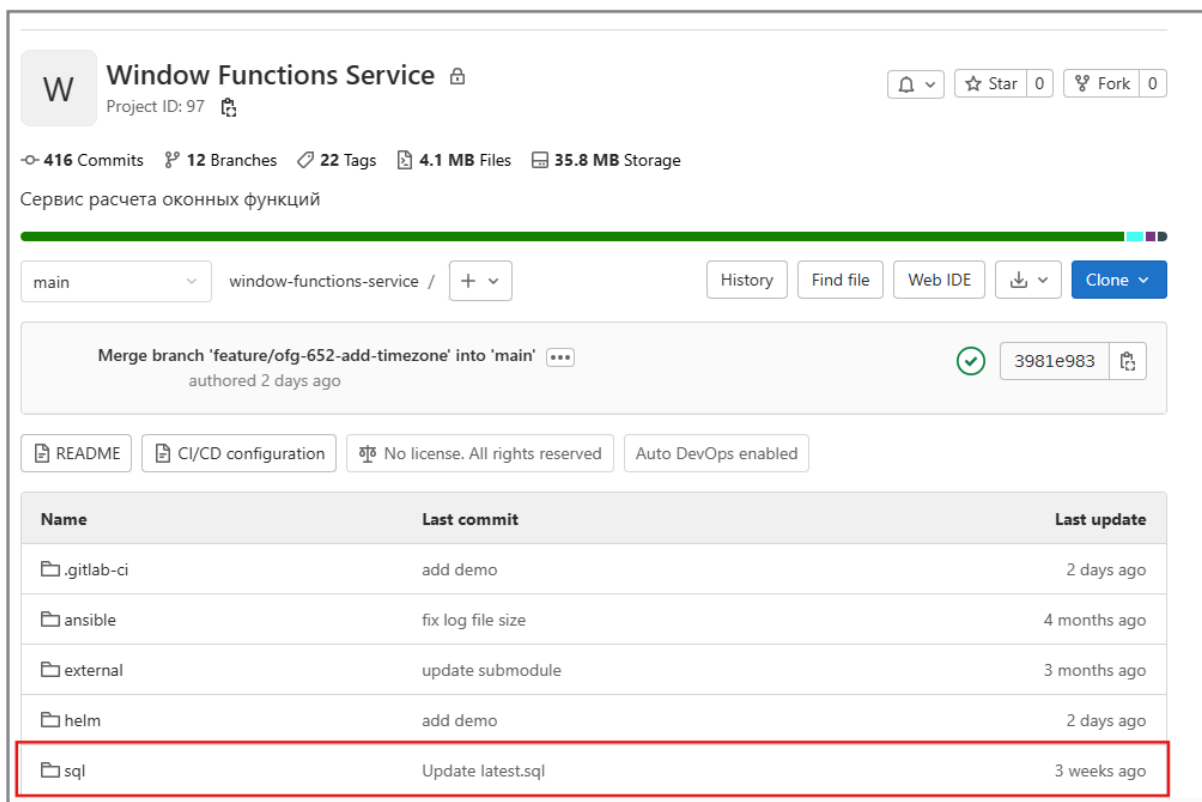 W
Window Functions Service
Project ID: 97
Star 0
Fork 0
416 Commits 12 Branches 22 Tags 4.1 MB Files 35.8 MB Storage
Сервис расчета оконных функций
main window-functions-service / + History Find file Web IDE Clone
Merge branch 'feature/ofg-652-add-timezone' into 'main' •••
authored 2 days ago
3981e983
README CI/CD configuration No license. All rights reserved Auto DevOps enabled
Name Last commit Last update
.gitlab-ci add demo 2 days ago
ansible fix log file size 4 months ago
external update submodule 3 months ago
helm add demo 2 days ago
sql Update latest.sql 3 weeks ago